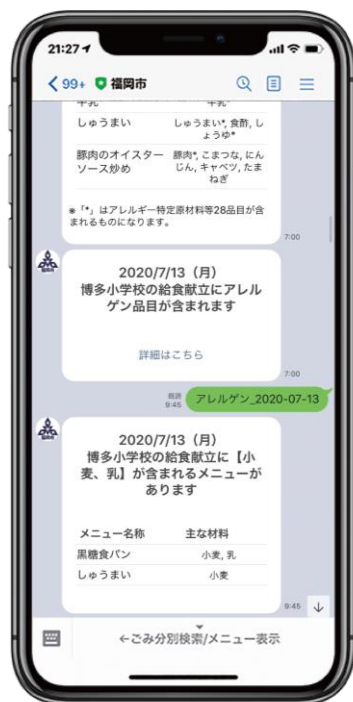 21:27
99+ 福岡市
牛乳 牛乳*
しゅうまい しゅうまい*, 食酢, し
ょうゆ*
豚肉のオイスター 豚肉*, こまつな, にん
ソース炒め じん, キャベツ, たま
ねぎ
※「*」はアレルギー特定原材料等28品目が含
まれるものになります。
7:00
2020/7/13（月）
博多小学校の給食献立にアレル
ゲン品目が含まれます
詳細はこちら
7:00
既読
9:45 アレルゲン_2020-07-13
2020/7/13（月）
博多小学校の給食献立に【小
麦、乳】が含まれるメニューが
あります
メニュー名称 主な材料
黒糖食パン 小麦, 乳
しゅうまい 小麦
9:45
←ごみ分別検索/メニュー表示